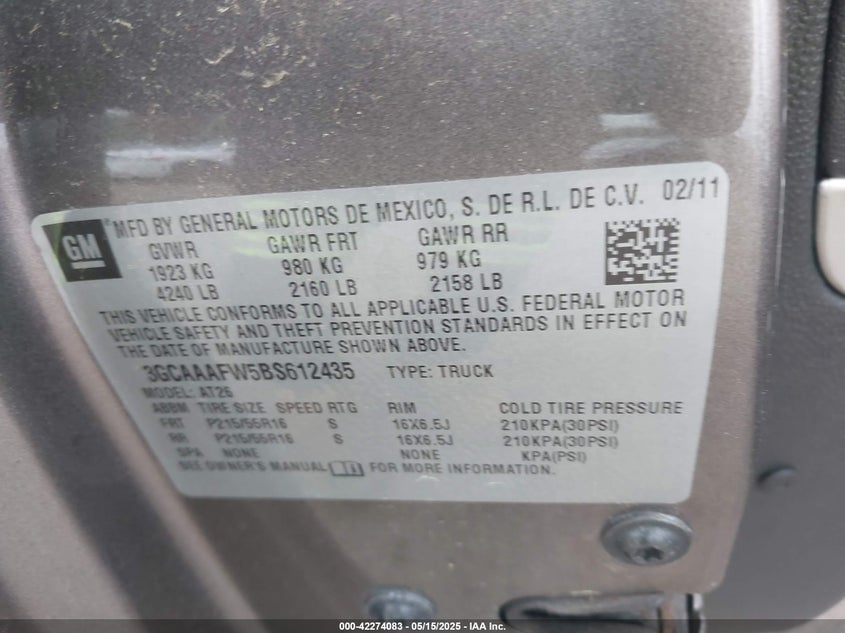 GM
® MFD BY GENERAL MOTORS DE MEXICO, S. DE R.L. DE C.V. 02/11
GVWR GAWR FRT GAWR RR
1923 KG 980 KG 979 KG
4240 LB 2160 LB 2158 LB
THIS VEHICLE CONFORMS TO ALL APPLICABLE U.S. FEDERAL MOTOR
VEHICLE SAFETY AND THEFT PREVENTION STANDARDS IN EFFECT ON
THE DATE OF MANUFACTURE SHOWN ABOVE.
3GCAAAFW5BS612435 TYPE: TRUCK
MODEL: AT26
ABBM TIRE SIZE SPEED RTG RIM COLD TIRE PRESSURE
FRT P215/55R16 S 16X6.5J 210KPA(30PSI)
RR P215/55R16 S 16X6.5J 210KPA(30PSI)
SPA NONE NONE KPA(PSI)
SEE OWNER'S MANUAL FOR MORE INFORMATION.
000-42274083 - 05/15/2025 - IAA Inc.